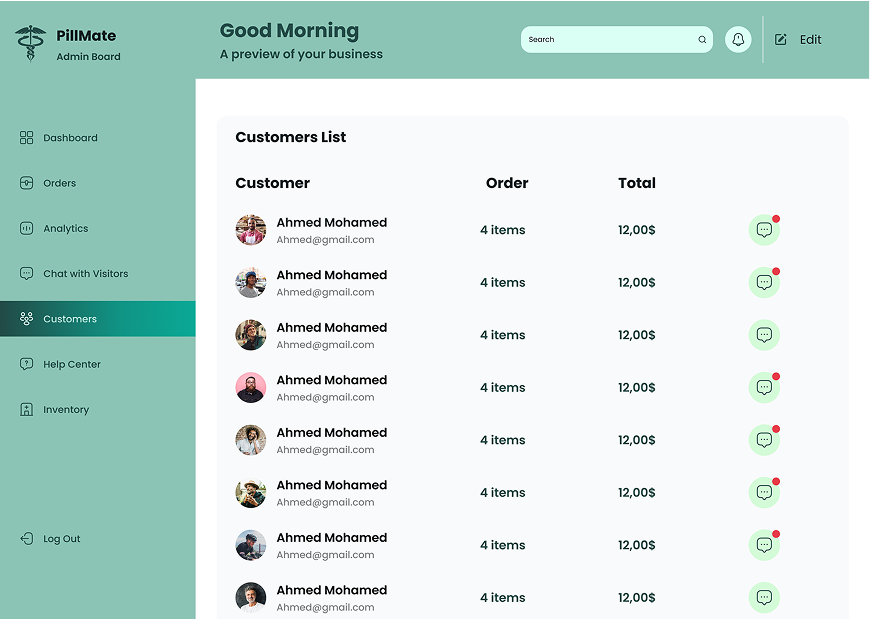 PillMate
Admin Board
Good Morning
A preview of your business
Search
Edit
Dashboard
Orders
Analytics
Chat with Visitors
Customers
Help Center
Inventory
Log Out
Customers List
Customer Order Total
Ahmed Mohamed
Ahmed@gmail.com
4 items 12,00$
Ahmed Mohamed
Ahmed@gmail.com
4 items 12,00$
Ahmed Mohamed
Ahmed@gmail.com
4 items 12,00$
Ahmed Mohamed
Ahmed@gmail.com
4 items 12,00$
Ahmed Mohamed
Ahmed@gmail.com
4 items 12,00$
Ahmed Mohamed
Ahmed@gmail.com
4 items 12,00$
Ahmed Mohamed
Ahmed@gmail.com
4 items 12,00$
Ahmed Mohamed
Ahmed@gmail.com
4 items 12,00$